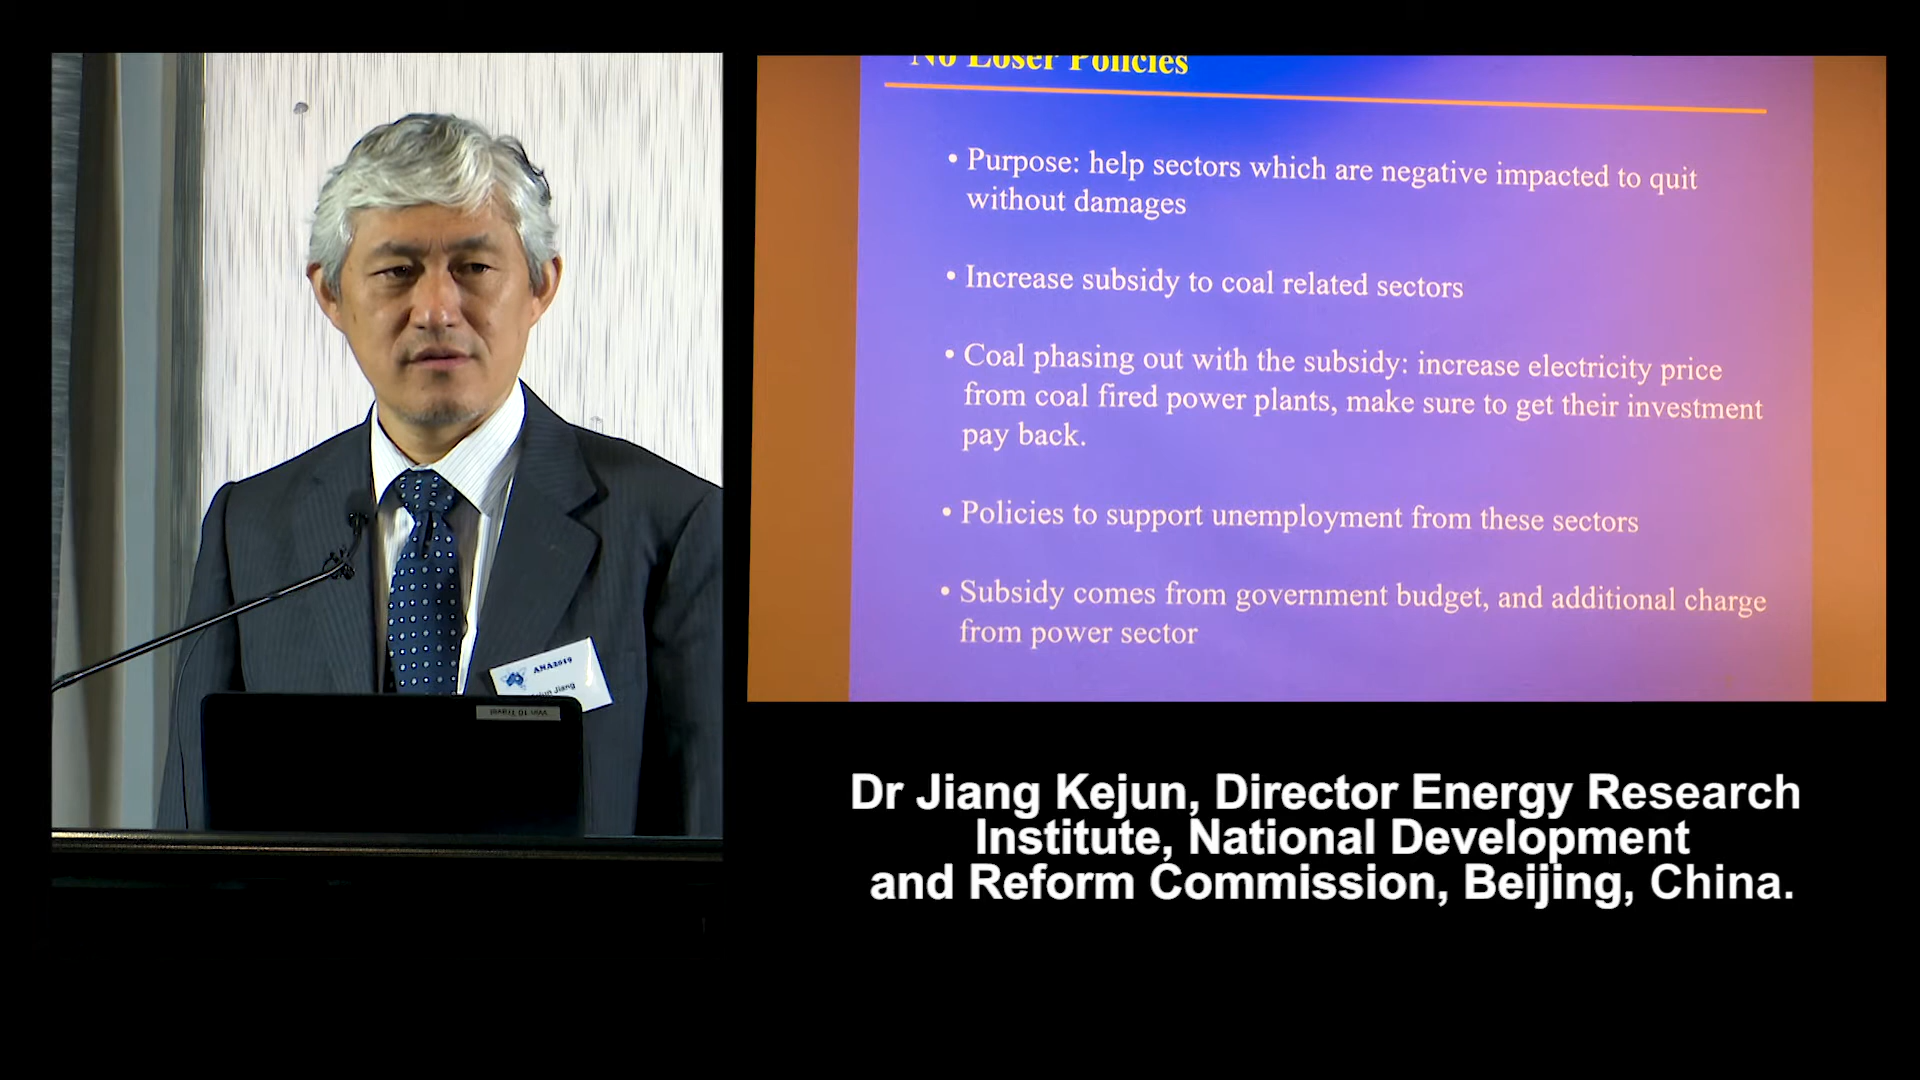 No Loser Policies
• Purpose: help sectors which are negative impacted to quit
without damages
• Increase subsidy to coal related sectors
• Coal phasing out with the subsidy: increase electricity price
from coal fired power plants, make sure to get their investment
pay back.
• Policies to support unemployment from these sectors
• Subsidy comes from government budget, and additional charge
from power sector
ANA2019
Jiang
Dr Jiang Kejun, Director Energy Research
Institute, National Development
and Reform Commission, Beijing, China.